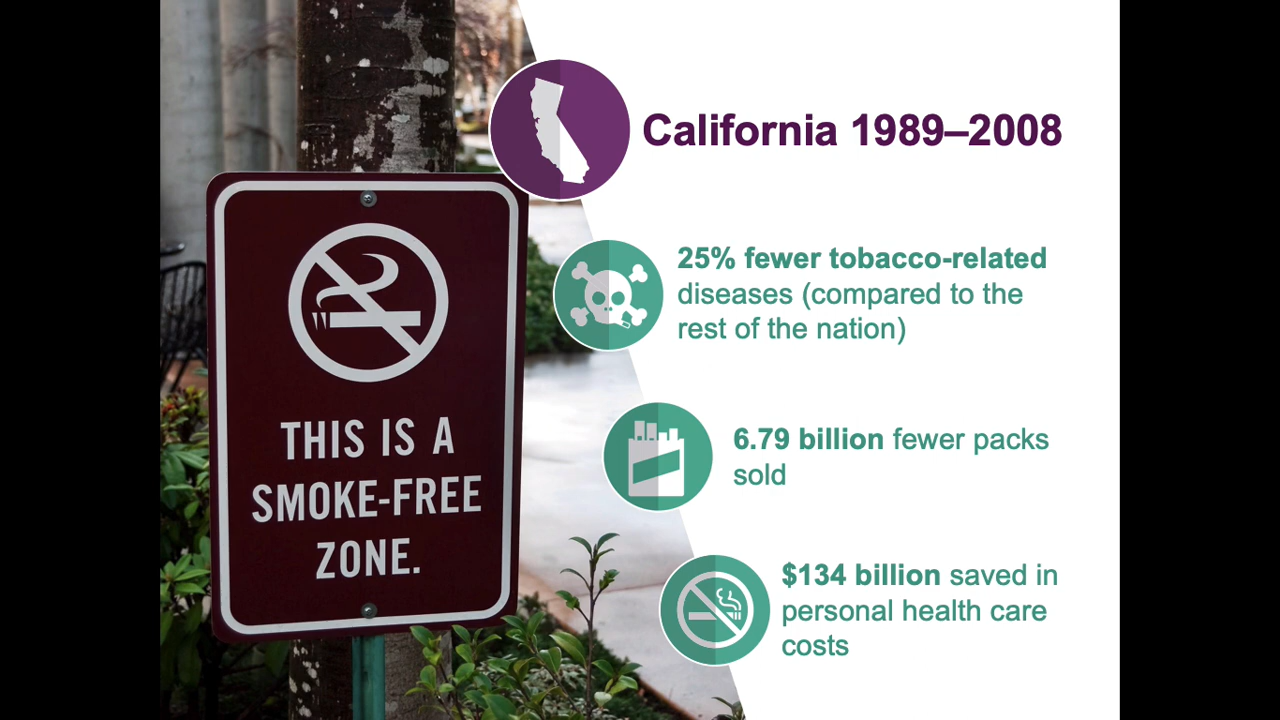 California 1989–2008
25% fewer tobacco-related
diseases (compared to the
rest of the nation)
6.79 billion fewer packs
sold
$134 billion saved in
personal health care
costs
THIS IS A
SMOKE-FREE
ZONE.